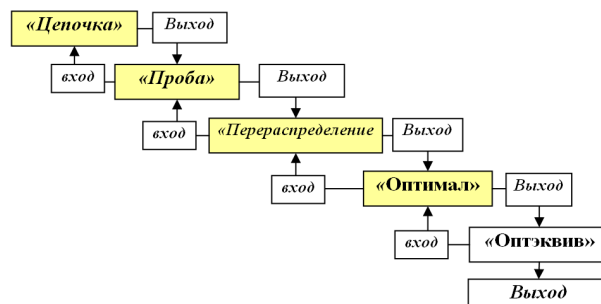 «Цепочка» Выход
вход «Проба» Выход
вход «Перераспределение Выход
вход «Оптимал» Выход
вход «Оптэквив»
Выход